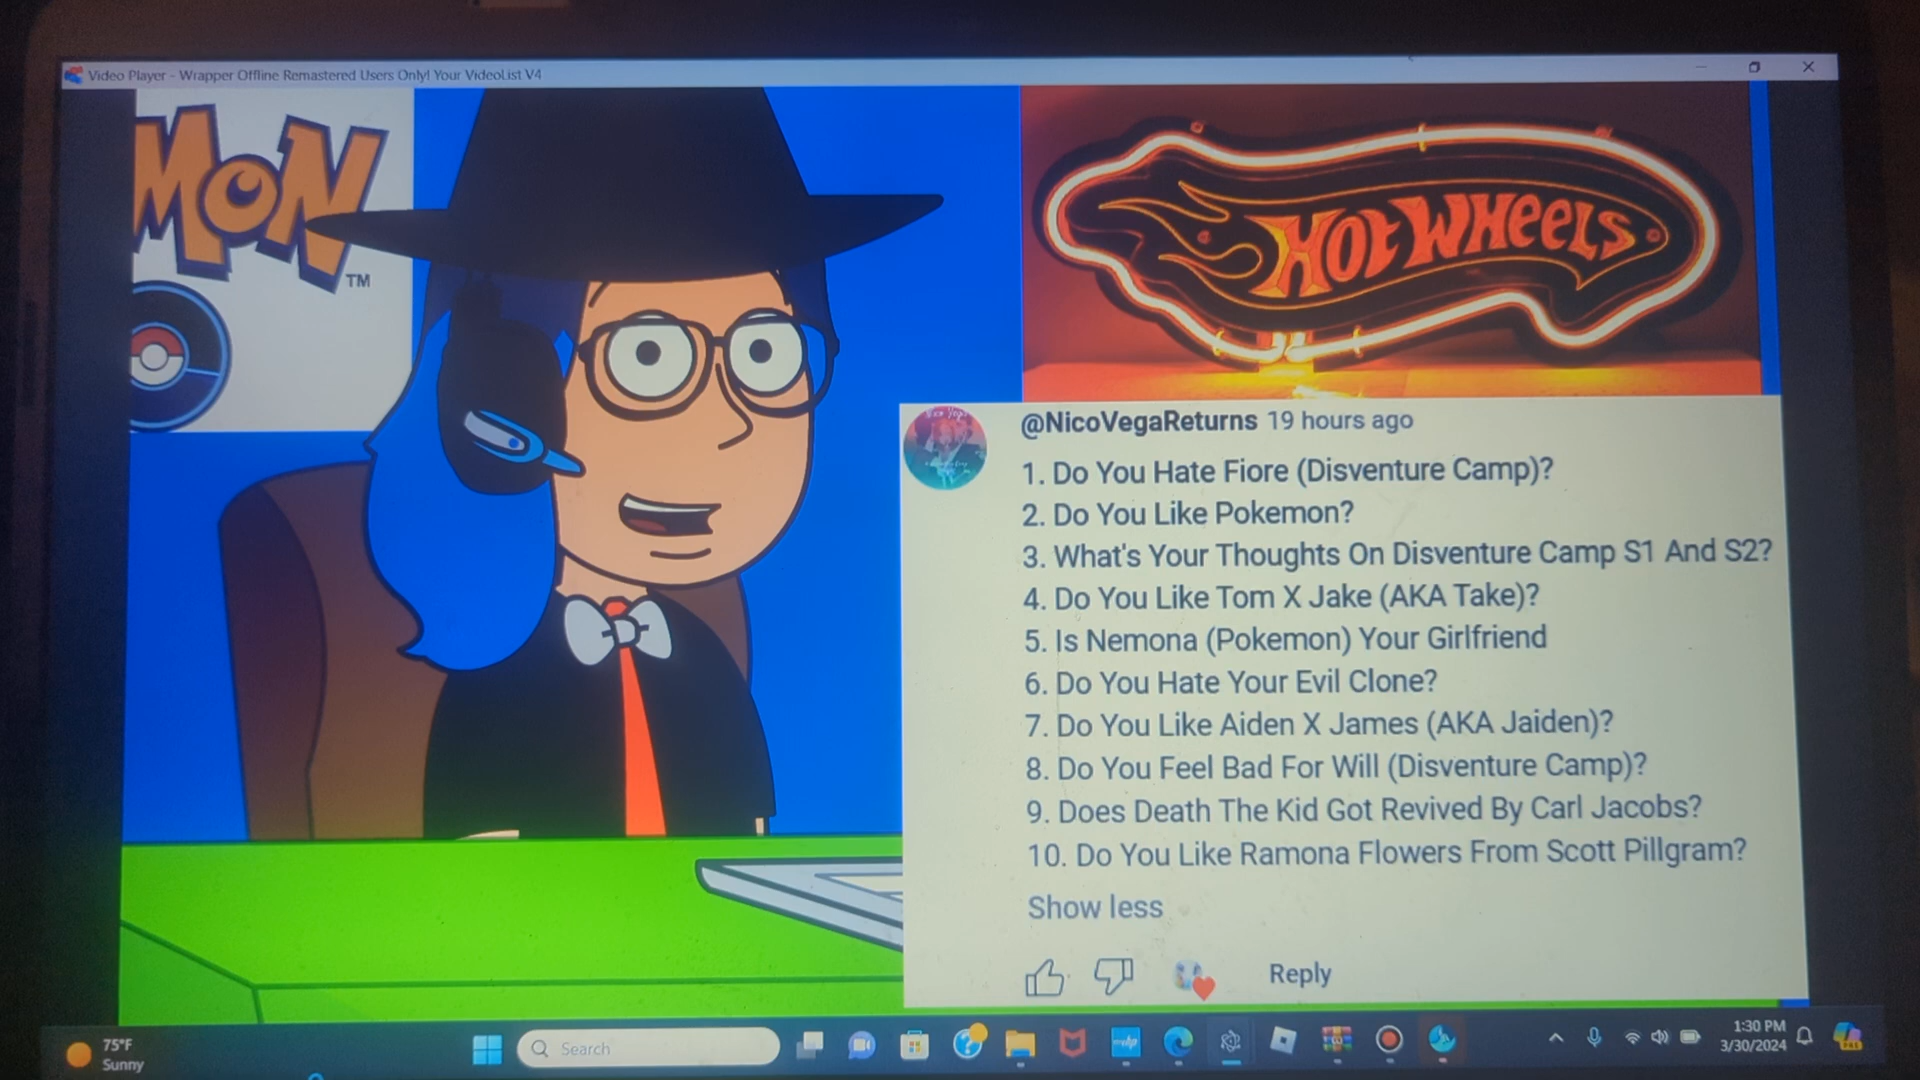 Video Player - Wrapper Offline Remastered Users Only! Your VideoList V4
MON
TM
HOt WHeeLS
@NicoVegaReturns 19 hours ago
1. Do You Hate Fiore (Disventure Camp)?
2. Do You Like Pokemon?
3. What's Your Thoughts On Disventure Camp S1 And S2?
4. Do You Like Tom X Jake (AKA Take)?
5. Is Nemona (Pokemon) Your Girlfriend
6. Do You Hate Your Evil Clone?
7. Do You Like Aiden X James (AKA Jaiden)?
8. Do You Feel Bad For Will (Disventure Camp)?
9. Does Death The Kid Got Revived By Carl Jacobs?
10. Do You Like Ramona Flowers From Scott Pillgram?
Show less
Reply
75°F
Sunny
Search
1:30 PM
3/30/2024